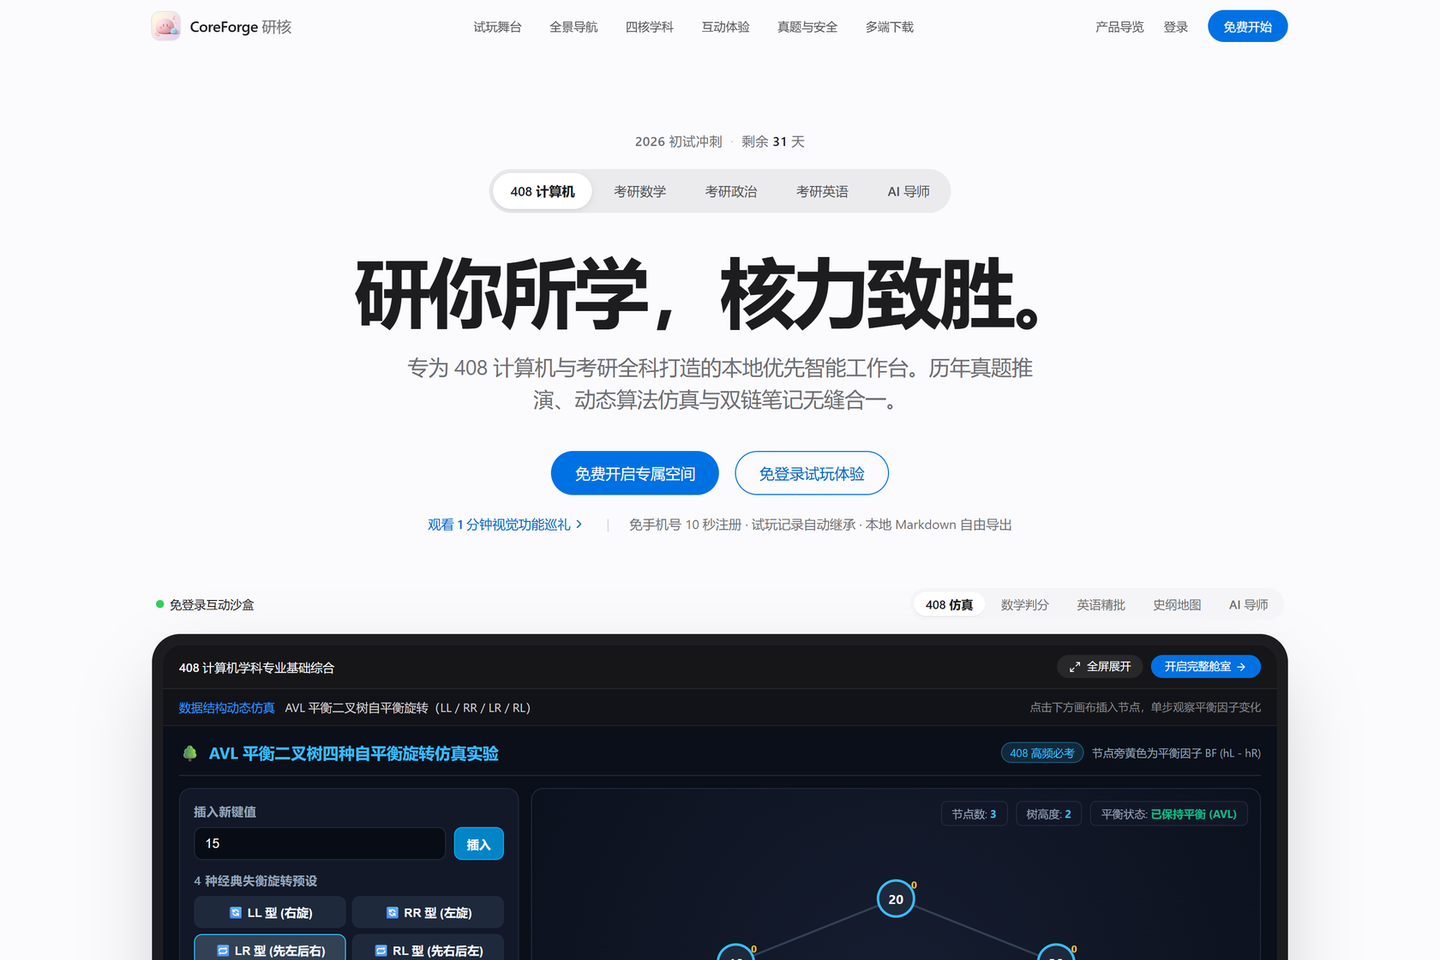 CoreForge 研核
试玩舞台
全景导航
四核学科
互动体验
真题与安全
多端下载
产品导览
登录
免费开始
2026 初试冲刺 · 剩余 31 天
408 计算机
考研数学
考研政治
考研英语
AI 导师
研你所学，核力致胜。
专为 408 计算机与考研全科打造的本地优先智能工作台。历年真题推
演、动态算法仿真与双链笔记无缝合一。
免费开启专属空间
免登录试玩体验
观看 1 分钟视觉功能巡礼
免手机号 10 秒注册 · 试玩记录自动继承 · 本地 Markdown 自由导出
免登录互动沙盒
408 仿真
数学判分
英语精批
史纲地图
AI 导师
408 计算机学科专业基础综合
全屏展开
开启完整舱室 →
数据结构动态仿真 AVL 平衡二叉树自平衡旋转（LL / RR / LR / RL）
点击下方画布插入节点，单步观察平衡因子变化
AVL 平衡二叉树四种自平衡旋转仿真实验
408 高频必考
节点旁黄色为平衡因子 BF (hL - hR)
插入新键值
15
插入
4 种经典失衡旋转预设
LL 型 (右旋)
RR 型 (左旋)
LR 型 (先左后右)
RL 型 (先右后左)
节点数: 3
树高度: 2
平衡状态: 已保持平衡 (AVL)
20
0
0
0